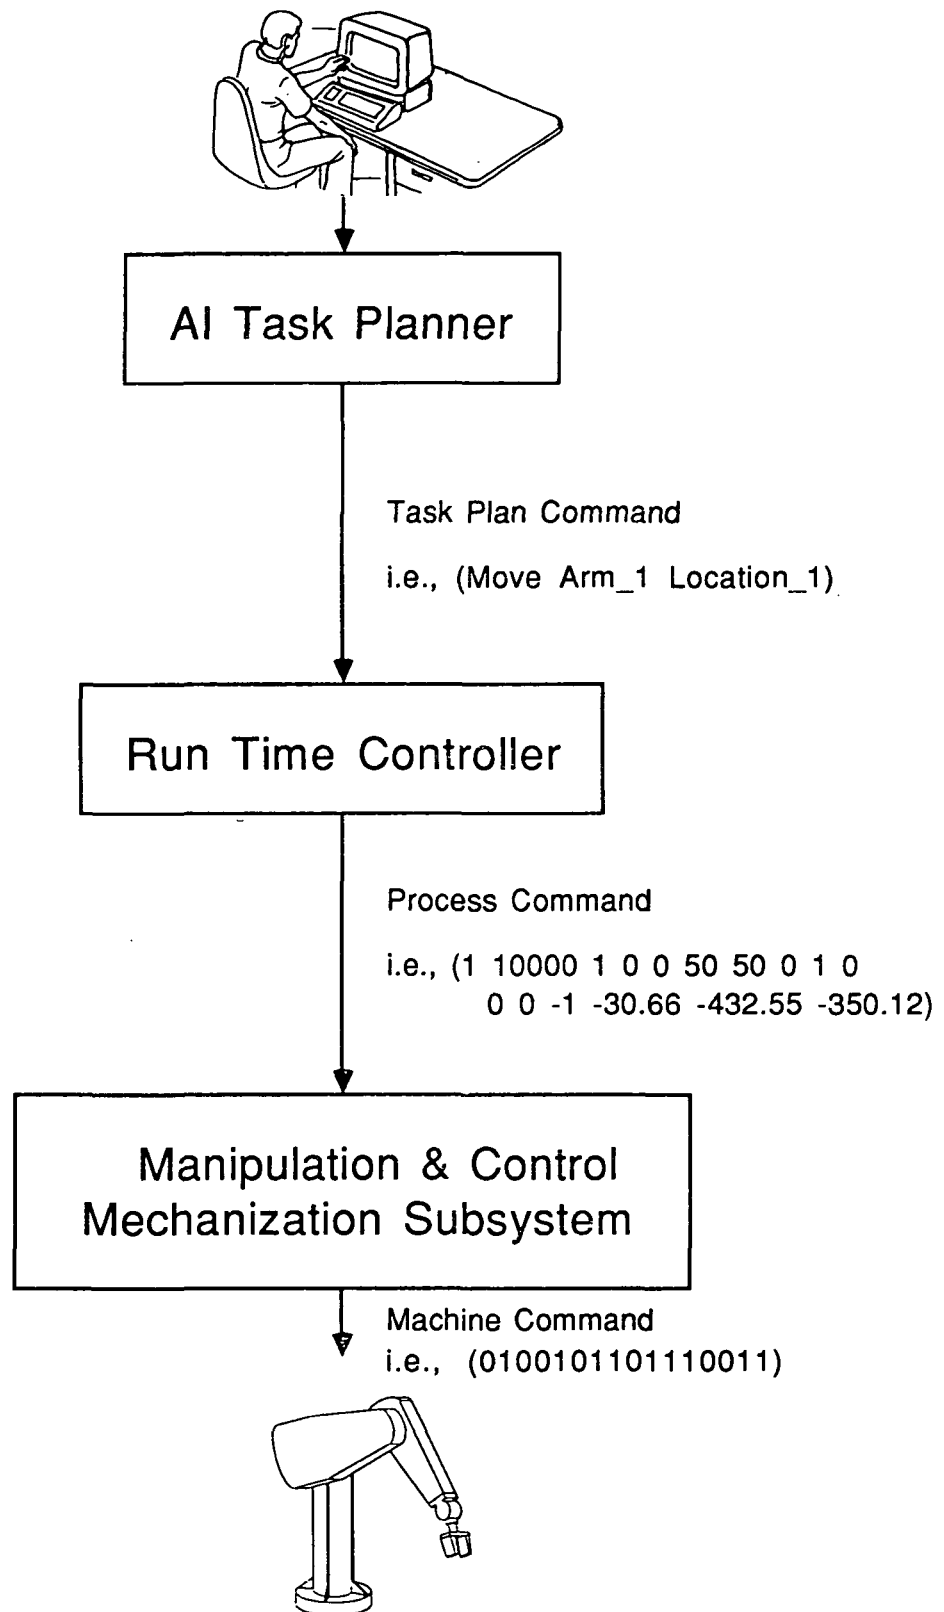 AI Task Planner
Task Plan Command
i.e., (Move Arm_1 Location_1)
Run Time Controller
Process Command
i.e., (1 10000 1 0 0 50 50 0 1 0
0 0 -1 -30.66 -432.55 -350.12)
Manipulation & Control
Mechanization Subsystem
Machine Command
i.e., (0100101101110011)